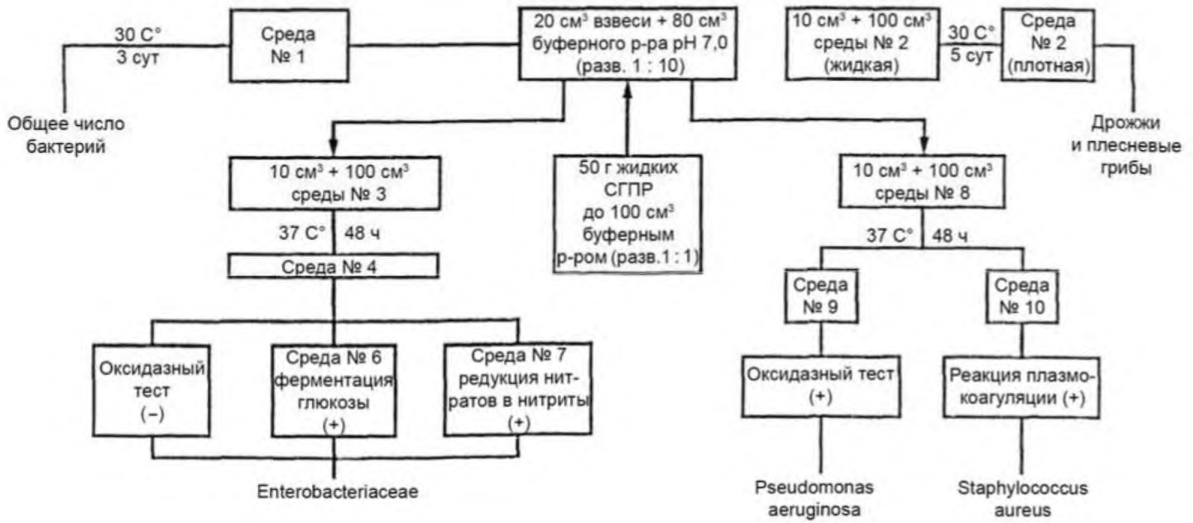 30 С°
3 сут
Среда
№ 1
20 см³ взвеси + 80 см³
буферного р-ра pH 7,0
(разв. 1 : 10)
10 см³ + 100 см³
среды № 2
(жидкая)
30 С°
5 сут
Среда
№ 2
(плотная)
Общее число
бактерий
Дрожжи
и плесневые
грибы
10 см³ + 100 см³
среды № 3
50 г жидких
СГПР
до 100 см³
буферным
р-ром (разв.1 : 1)
10 см³ + 100 см³
среды № 8
37 С° 48 ч
37 С° 48 ч
Среда № 4
Среда
№ 9
Среда
№ 10
Оксидазный
тест
(–)
Среда № 6
ферментация
глюкозы
(+)
Среда № 7
редукция нит-
ратов в нитриты
(+)
Оксидазный тест
(+)
Реакция плазмо-
коагуляции (+)
Enterobacteriaceae
Pseudomonas
aeruginosa
Staphylococcus
aureus